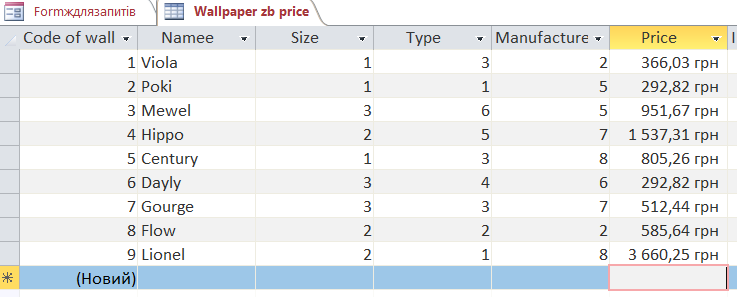 Formждлязапитів Wallpaper zb price
Code of wall Namee Size Type Manufacture Price
1 Viola 1 3 2 366,03 грн
2 Poki 1 1 5 292,82 грн
3 Mewel 3 6 5 951,67 грн
4 Hippo 2 5 7 1 537,31 грн
5 Century 1 3 8 805,26 грн
6 Dayly 3 4 6 292,82 грн
7 Gourge 3 3 7 512,44 грн
8 Flow 2 2 2 585,64 грн
9 Lionel 2 1 8 3 660,25 грн
(Новий)